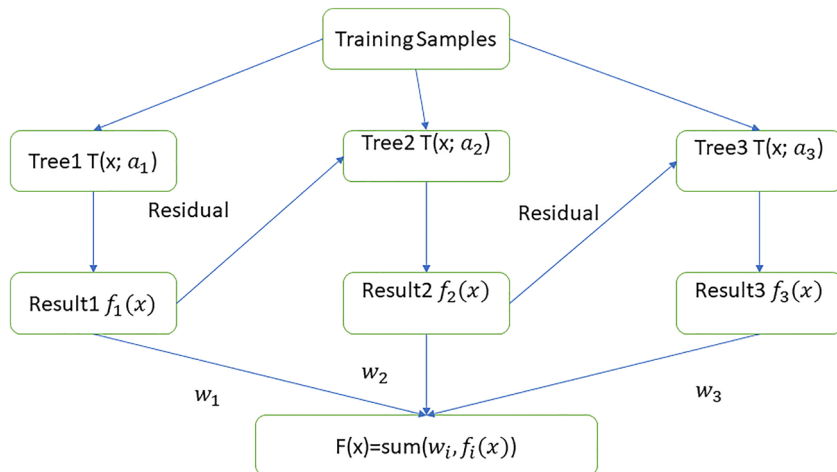 Training Samples
Tree1 T(x; a₁)
Tree2 T(x; a₂)
Tree3 T(x; a₃)
Residual
Residual
Result1 f₁(x)
Result2 f₂(x)
Result3 f₃(x)
w₁
w₂
w₃
F(x)=sum(wᵢ,fᵢ(x))